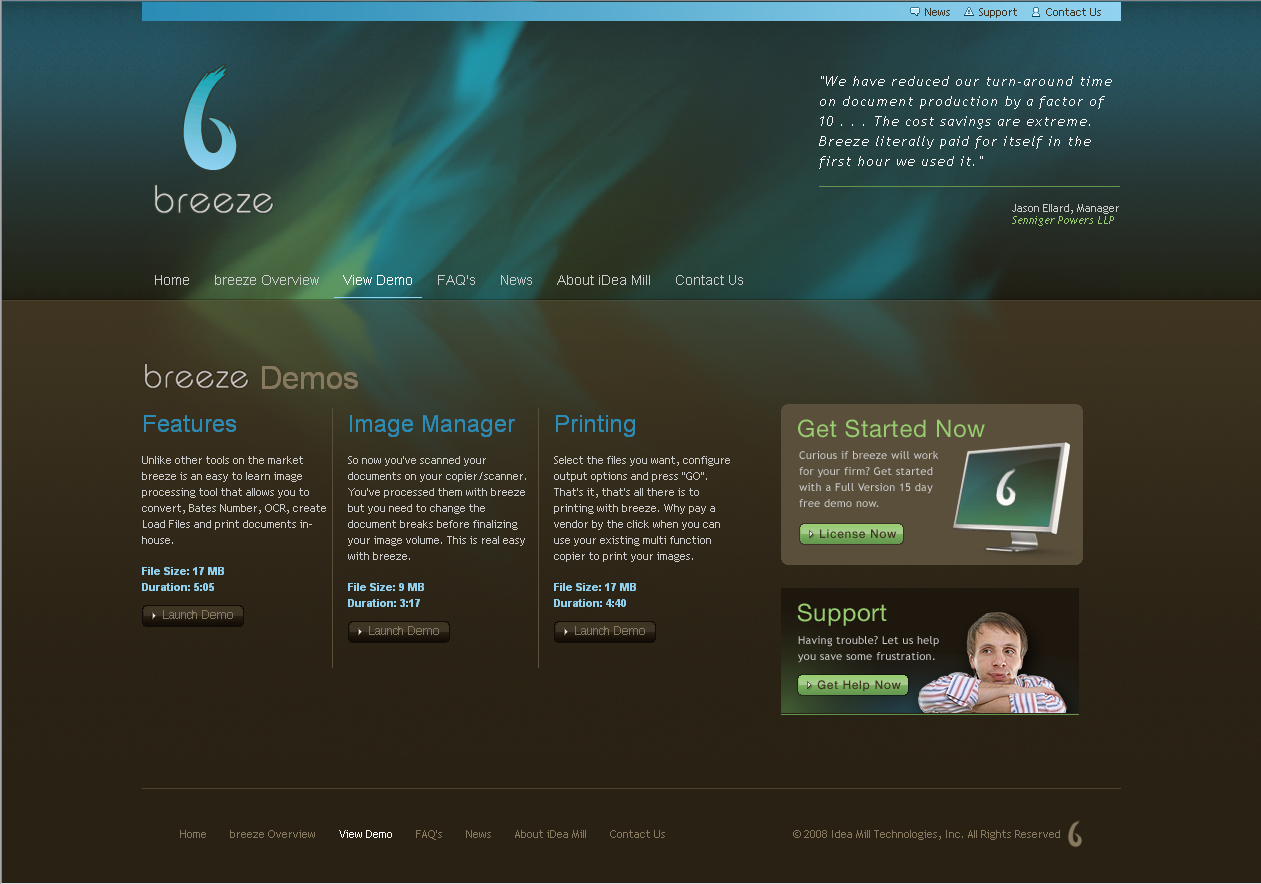 News Support Contact Us
"We have reduced our turn-around time
on document production by a factor of
10 . . . The cost savings are extreme.
Breeze literally paid for itself in the
first hour we used it."
breeze
Jason Ellard, Manager
Senniger Powers LLP
Home breeze Overview View Demo FAQ's News About iDea Mill Contact Us
breeze Demos
Features
Unlike other tools on the market
breeze is an easy to learn image
processing tool that allows you to
convert, Bates Number, OCR, create
Load Files and print documents in-
house.
File Size: 17 MB
Duration: 5:05
Launch Demo
Image Manager
So now you've scanned your
documents on your copier/scanner.
You've processed them with breeze
but you need to change the
document breaks before finalizing
your image volume. This is real easy
with breeze.
File Size: 9 MB
Duration: 3:17
Launch Demo
Printing
Select the files you want, configure
output options and press "GO".
That's it, that's all there is to
printing with breeze. Why pay a
vendor by the click when you can
use your existing multi function
copier to print your images.
File Size: 17 MB
Duration: 4:40
Launch Demo
Get Started Now
Curious if breeze will work
for your firm? Get started
with a Full Version 15 day
free demo now.
License Now
Support
Having trouble? Let us help
you save some frustration.
Get Help Now
Home breeze Overview View Demo FAQ's News About iDea Mill Contact Us
© 2008 Idea Mill Technologies, Inc. All Rights Reserved